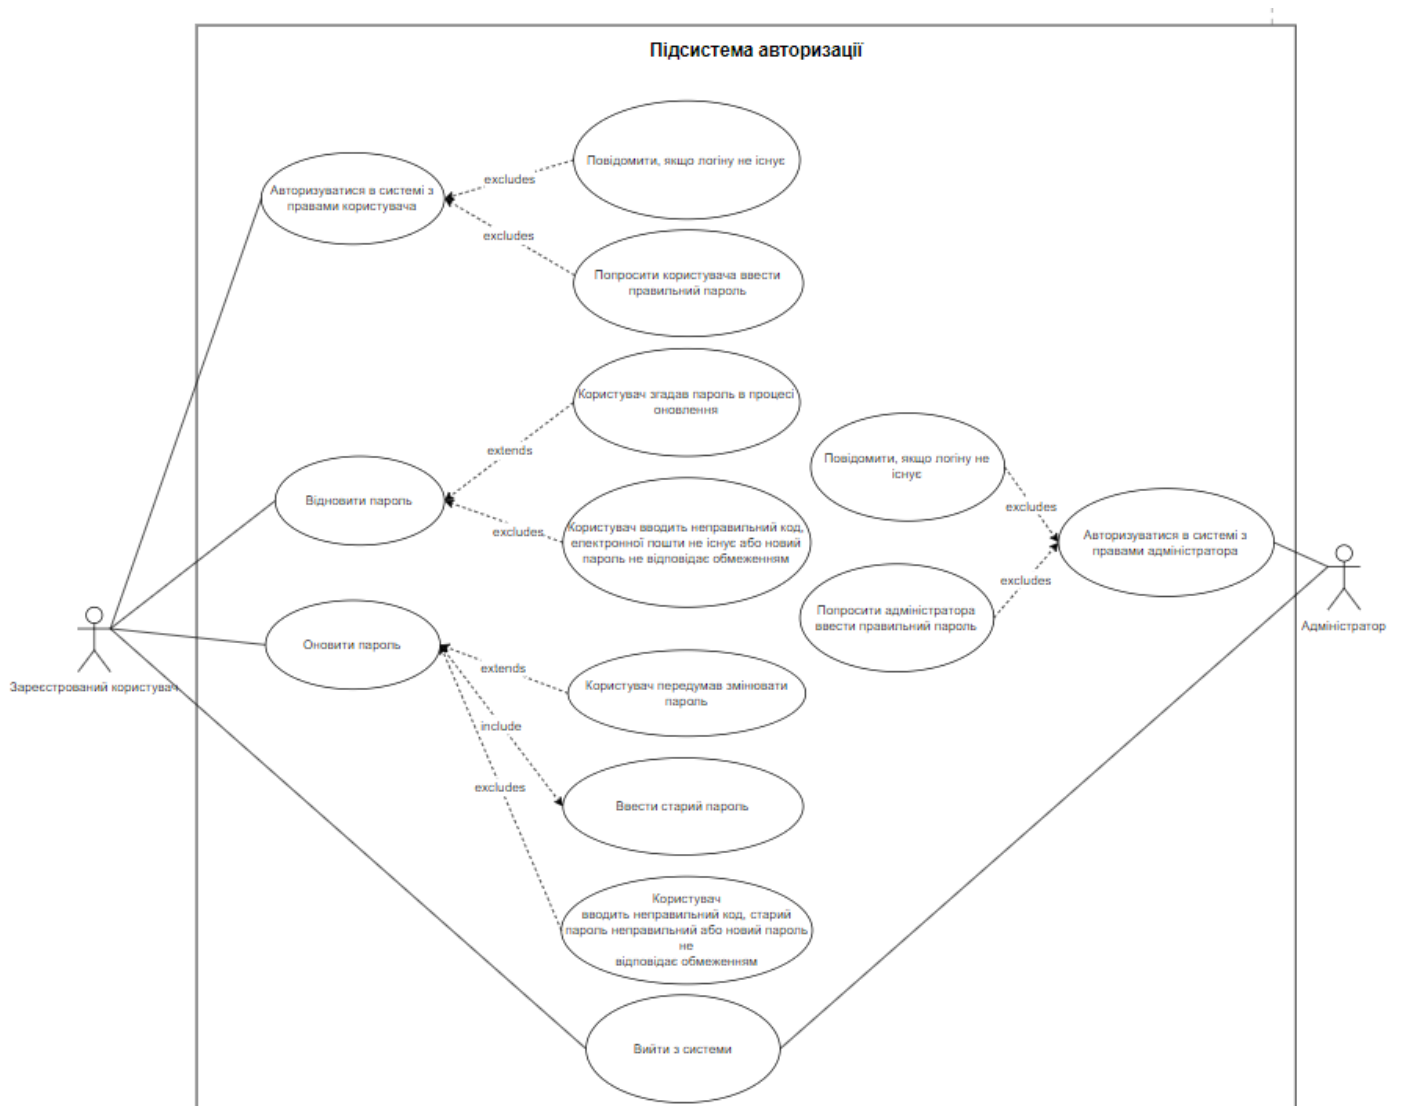 Підсистема авторизації
Повідомити, якщо логіну не існує
excludes
Авторизуватися в системі з
правами користувача
excludes
Попросити користувача ввести
правильний пароль
Користувач згадав пароль в процесі
оновлення
extends
Відновити пароль
excludes
Користувач вводить неправильний код,
електронної пошти не існує або новий
пароль не відповідає обмеженням
Повідомити, якщо логіну не
існує
excludes
Авторизуватися в системі з
правами адміністратора
excludes
Попросити адміністратора
ввести правильний пароль
Адміністратор
Зареєстрований користувач
Оновити пароль
extends
Користувач передумав змінювати
пароль
include
Ввести старий пароль
excludes
Користувач
вводить неправильний код, старий
пароль неправильний або новий пароль
не
відповідає обмеженням
Вийти з системи